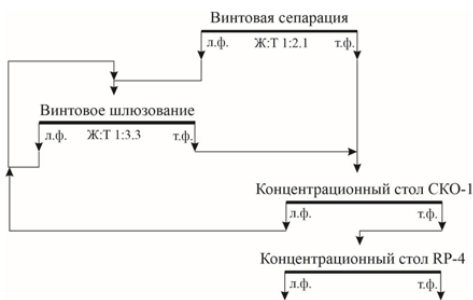 Винтовая сепарация
л.ф. Ж:Т 1:2.1 т.ф.
Винтовое шлюзование
л.ф. Ж:Т 1:3.3 т.ф.
Концентрационный стол СКО-1
л.ф. т.ф.
Концентрационный стол RP-4
л.ф. т.ф.